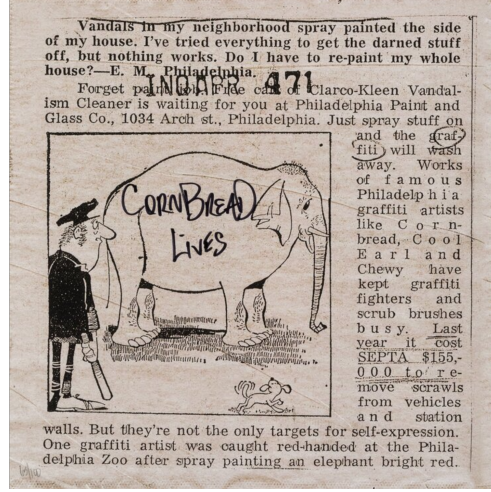 Vandals in my neighborhood spray painted the side
of my house. I've tried everything to get the darned stuff
off, but nothing works. Do I have to re-paint my whole
house?—E. M., Philadelphia.
Forget paint job. Free can of Clarco-Kleen Vandal-
ism Cleaner is waiting for you at Philadelphia Paint and
Glass Co., 1034 Arch st., Philadelphia. Just spray stuff on
and the graf-
fiti will wash
away. Works
of famous
Philadelphia
graffiti artists
like Corn-
bread, Cool
Earl and
Chewy have
kept graffiti
fighters and
scrub brushes
busy. Last
year it cost
SEPTA $155,-
000 to re-
move scrawls
from vehicles
and station
walls. But they're not the only targets for self-expression.
One graffiti artist was caught red-handed at the Phila-
delphia Zoo after spray painting an elephant bright red.
471
CORNBREAD
LIVES